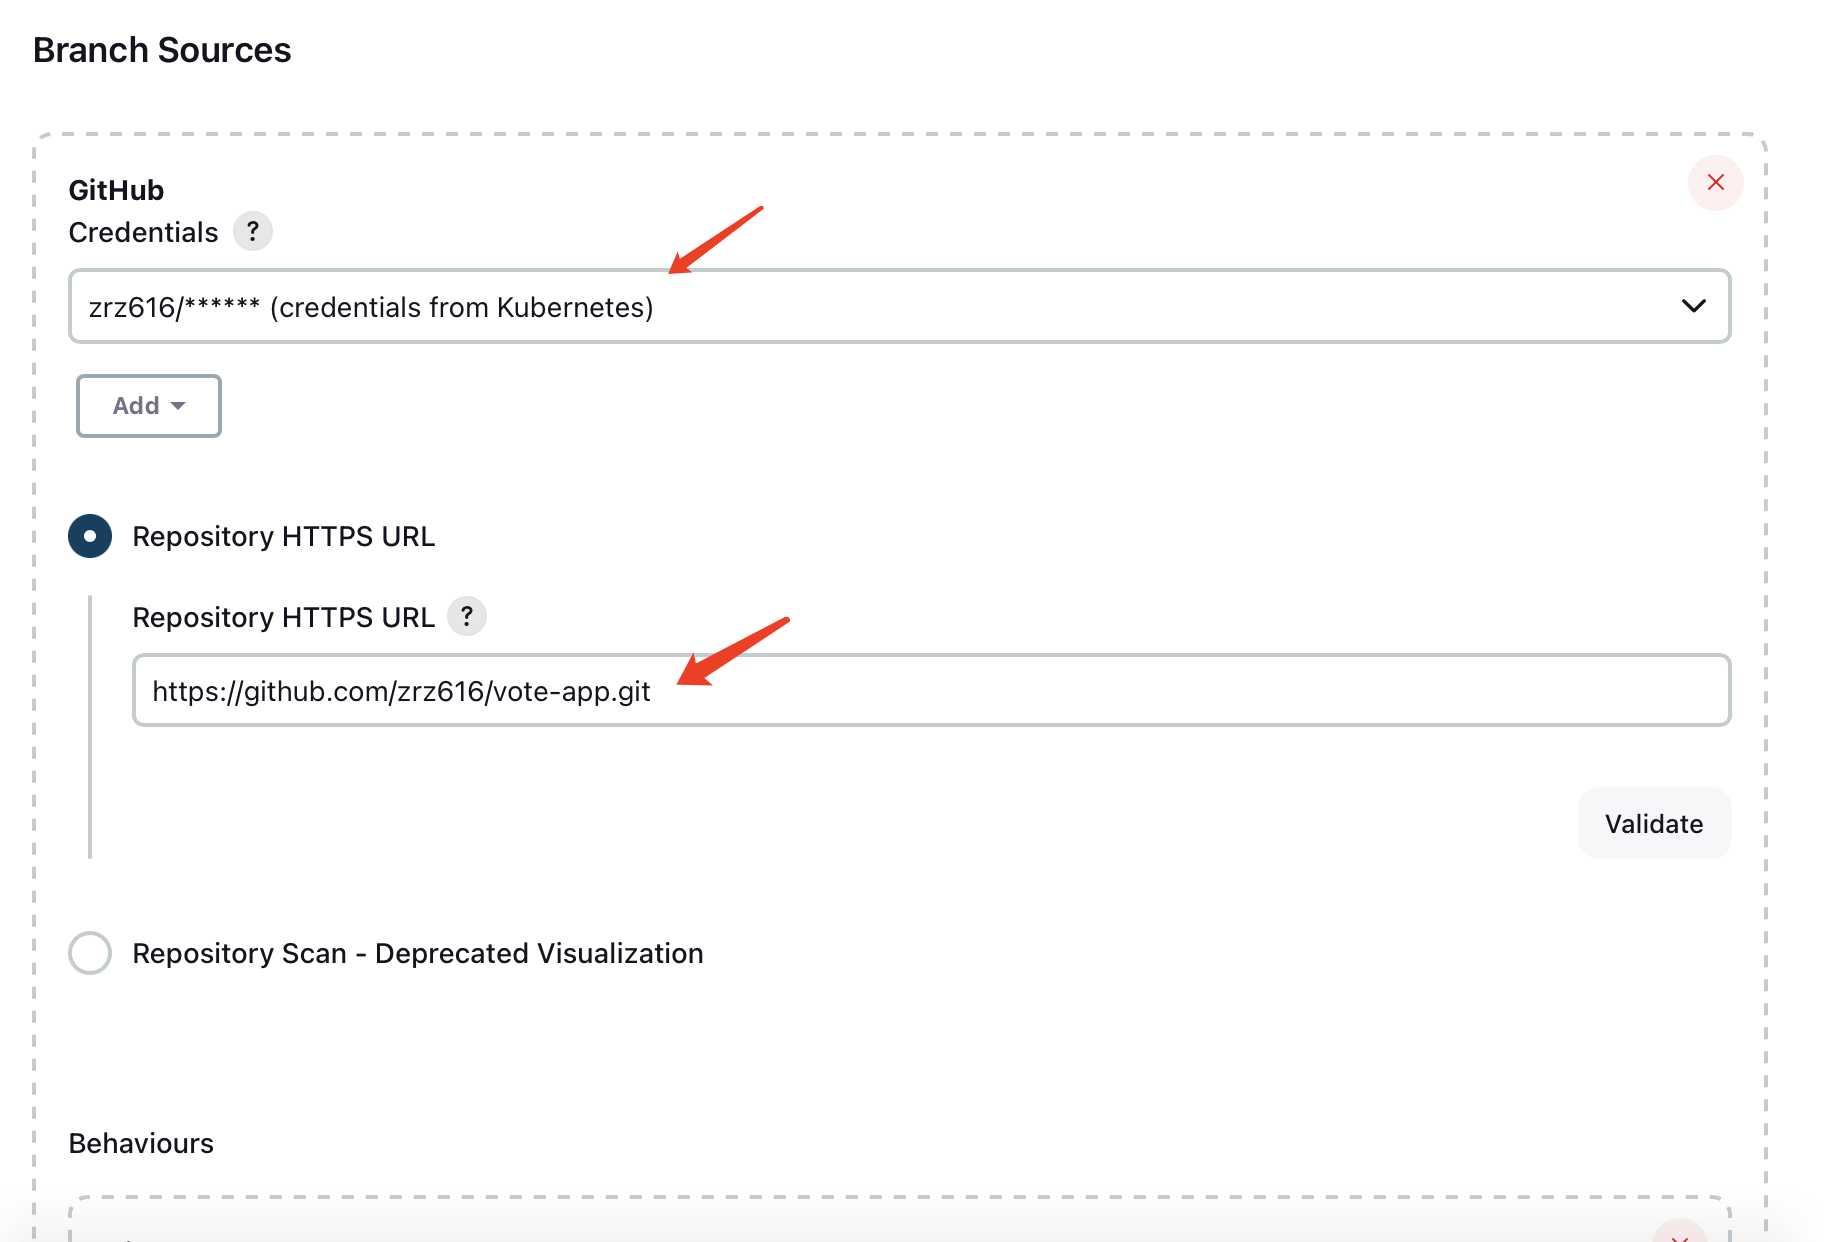 Branch Sources
GitHub
Credentials ?
zrz616/****** (credentials from Kubernetes)
Add
Repository HTTPS URL
Repository HTTPS URL ?
https://github.com/zrz616/vote-app.git
Validate
Repository Scan - Deprecated Visualization
Behaviours